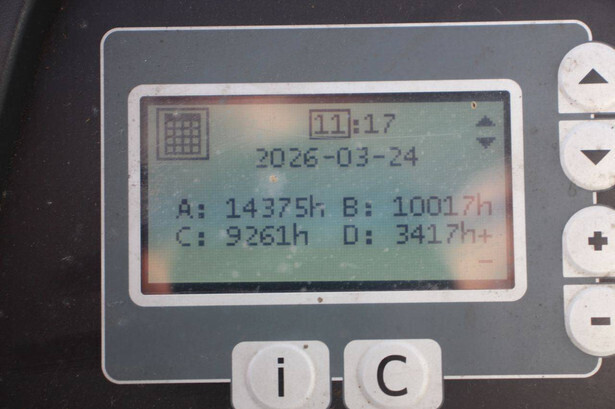 11:17
2026-03-24
A: 14375h B: 10017h
C: 9261h D: 3417h+
-
+
-
i C